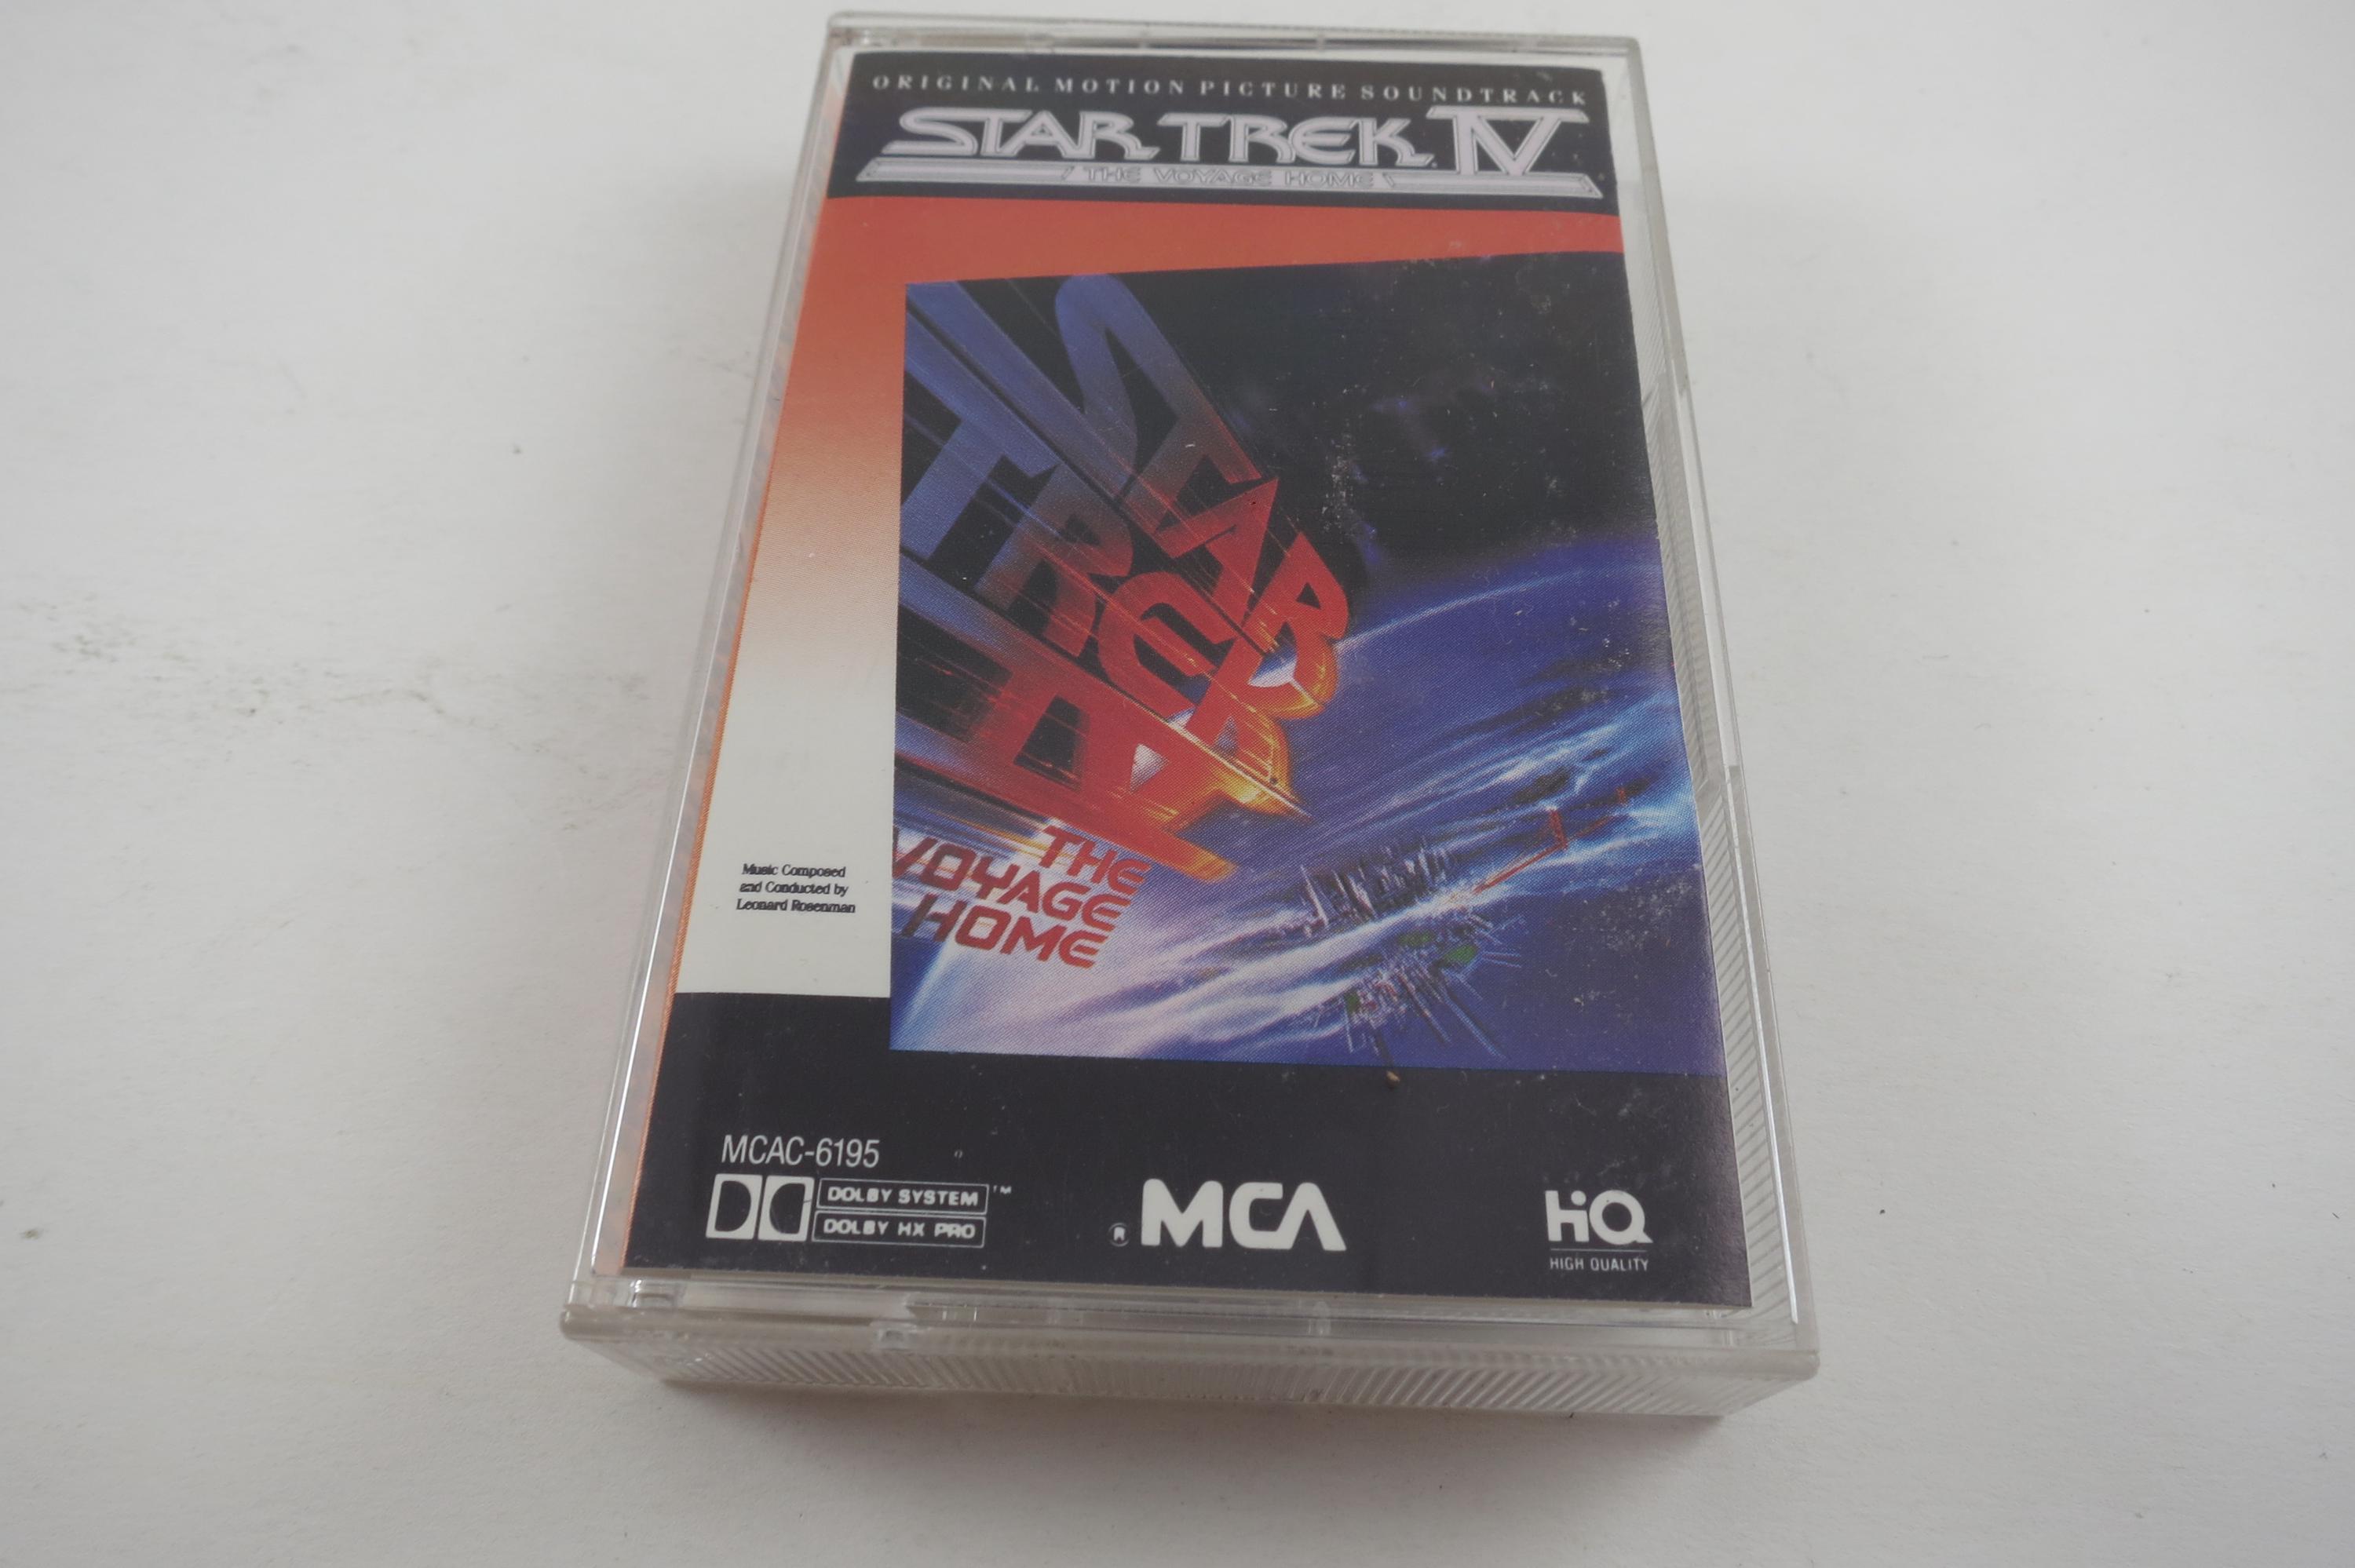 ORIGINAL MOTION PICTURE SOUNDTRACK
STAR TREK IV
THE VOYAGE HOME
STAR
TREK
IV
THE
VOYAGE
HOME
Music Composed
and Conducted by
Leonard Rosenman
MCAC-6195
DOLBY SYSTEM ™
DOLBY HX PRO
® MCA
HiQ
HIGH QUALITY